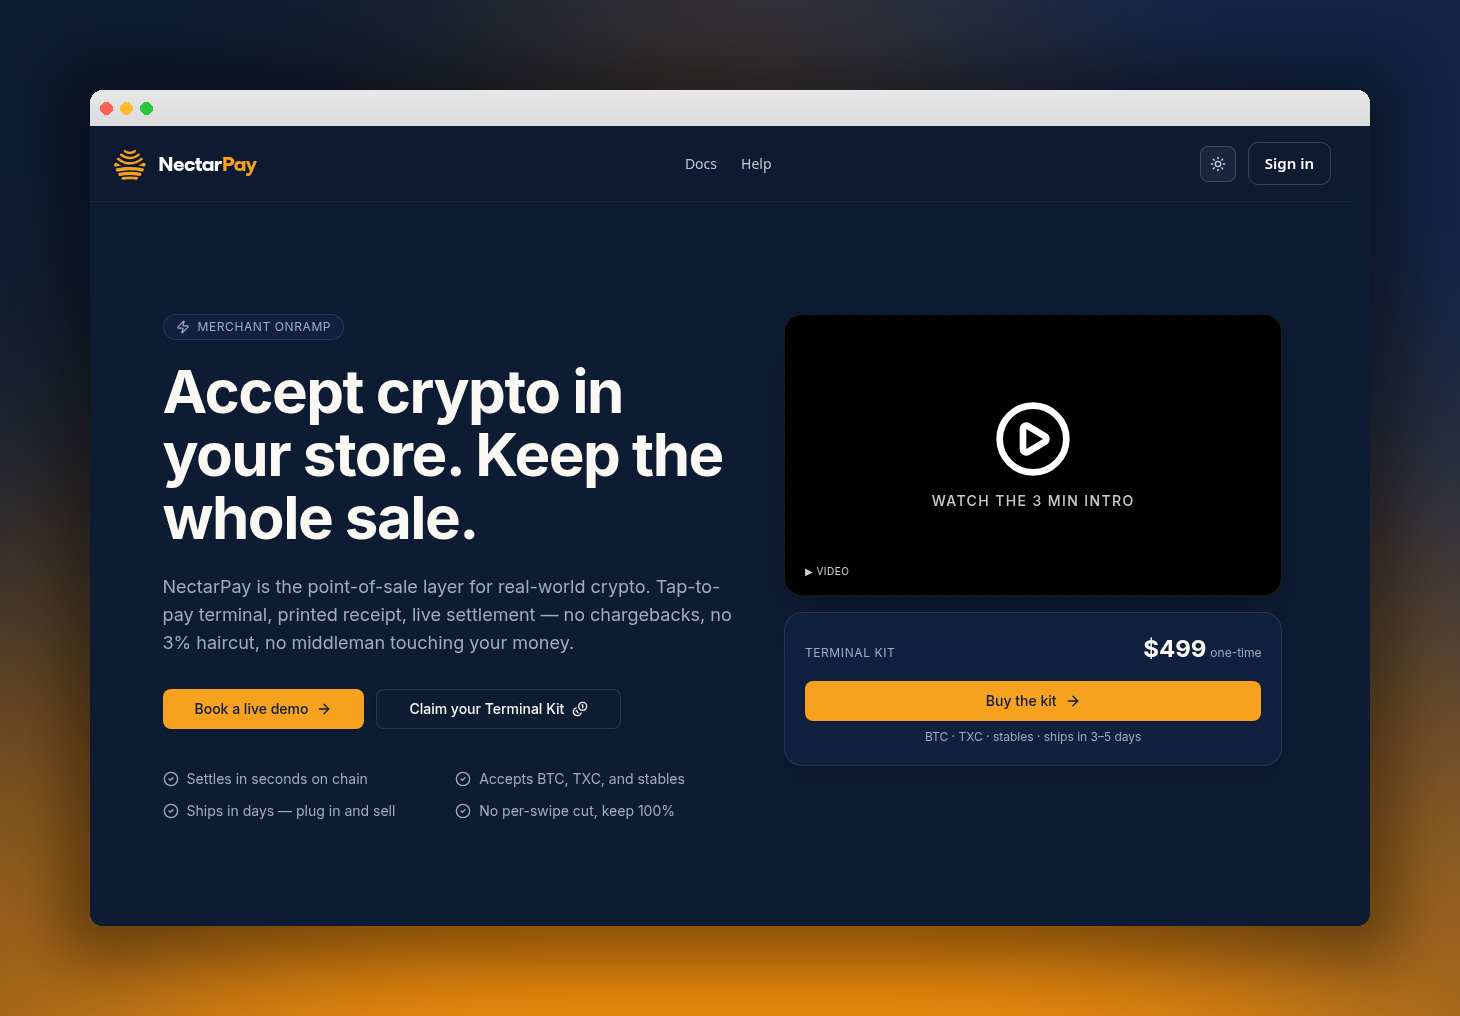 NectarPay
Docs
Help
Sign in
MERCHANT ONRAMP
Accept crypto in
your store. Keep the
whole sale.
NectarPay is the point-of-sale layer for real-world crypto. Tap-to-
pay terminal, printed receipt, live settlement — no chargebacks, no
3% haircut, no middleman touching your money.
Book a live demo →
Claim your Terminal Kit
Settles in seconds on chain
Accepts BTC, TXC, and stables
Ships in days — plug in and sell
No per-swipe cut, keep 100%
WATCH THE 3 MIN INTRO
▶ VIDEO
TERMINAL KIT
$499 one-time
Buy the kit →
BTC · TXC · stables · ships in 3–5 days